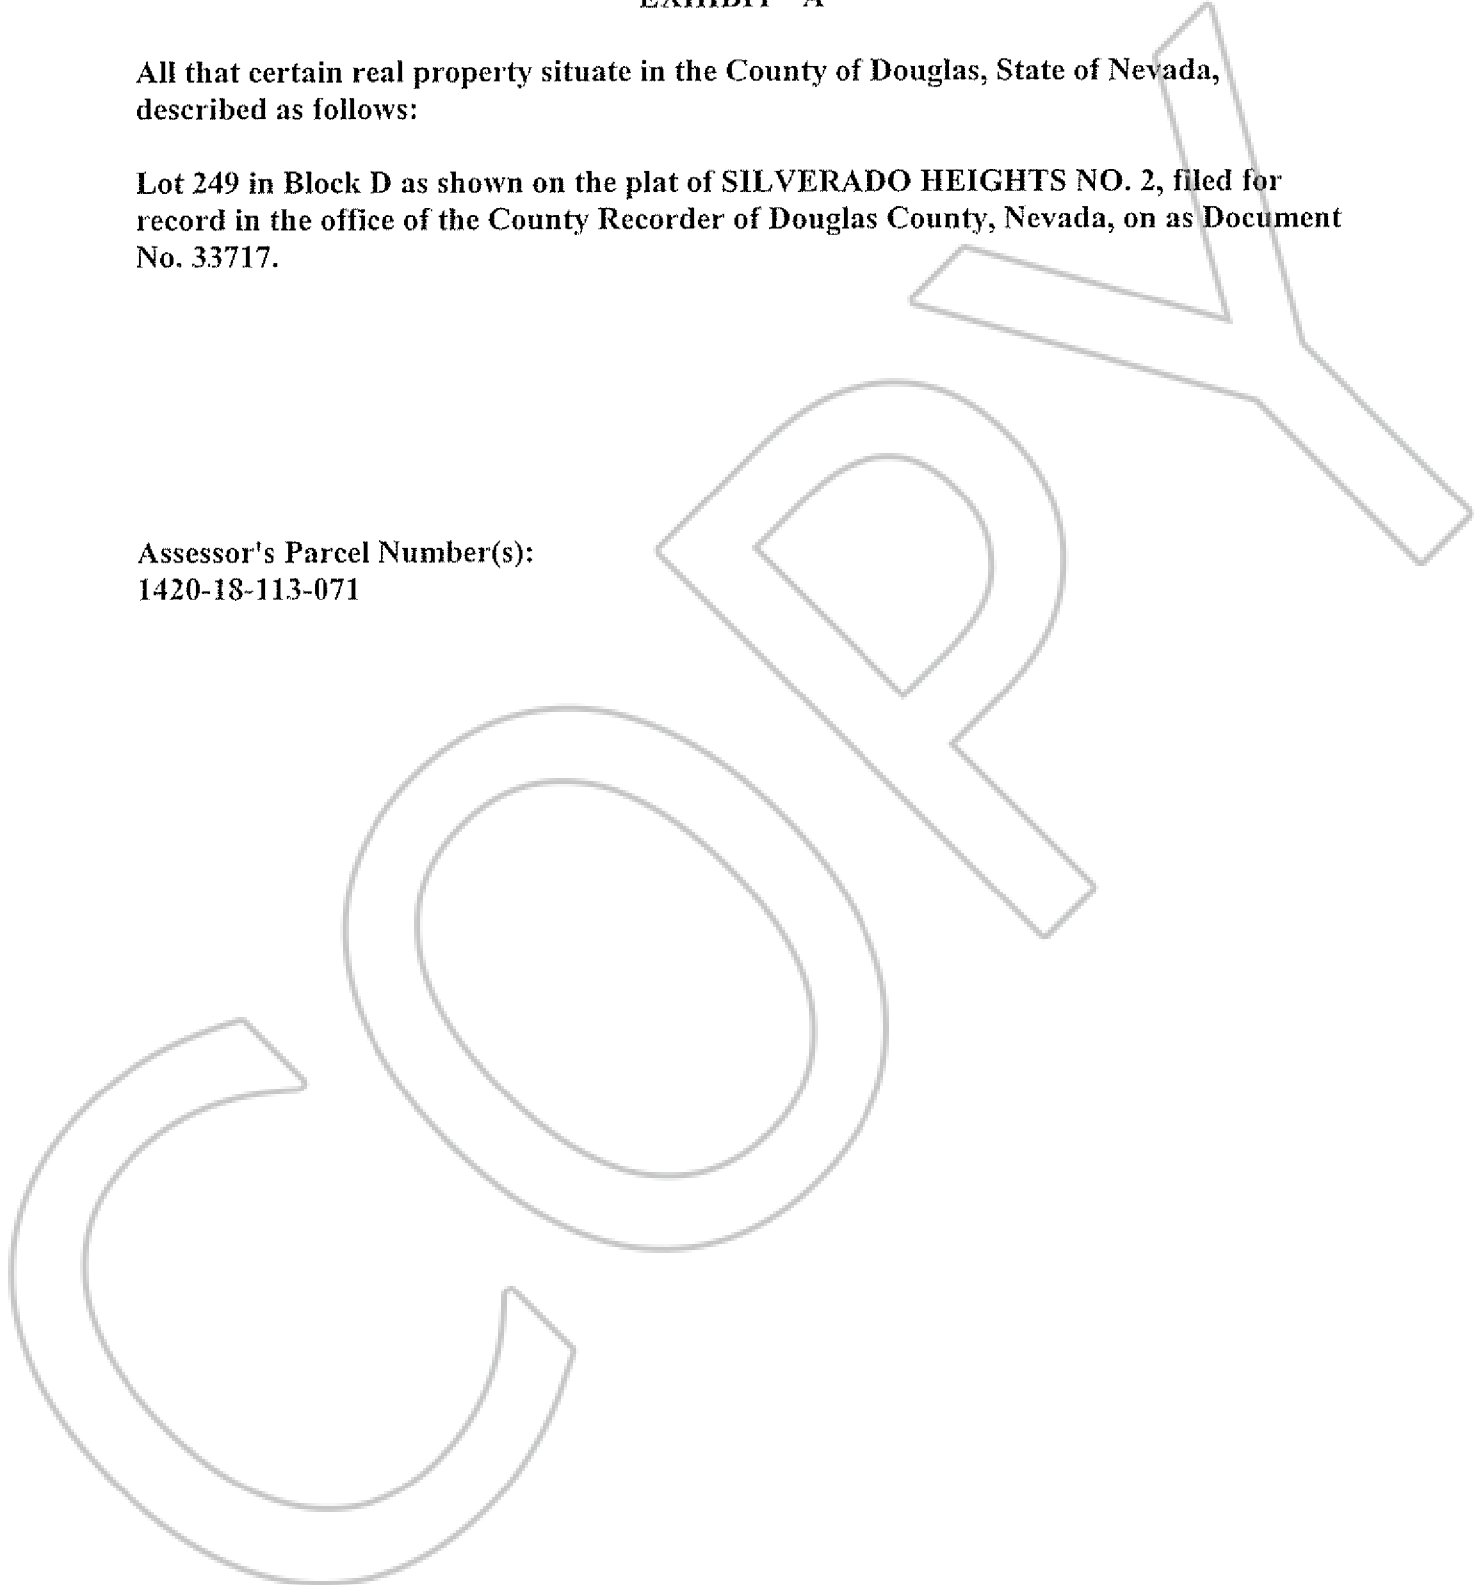 EXHIBIT "A"
All that certain real property situate in the County of Douglas, State of Nevada,
described as follows:
Lot 249 in Block D as shown on the plat of SILVERADO HEIGHTS NO. 2, filed for
record in the office of the County Recorder of Douglas County, Nevada, on as Document
No. 33717.
Assessor's Parcel Number(s):
1420-18-113-071
COPY